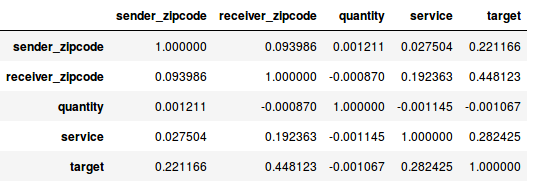 sender_zipcode receiver_zipcode quantity service target
sender_zipcode 1.000000 0.093986 0.001211 0.027504 0.221166
receiver_zipcode 0.093986 1.000000 -0.000870 0.192363 0.448123
quantity 0.001211 -0.000870 1.000000 -0.001145 -0.001067
service 0.027504 0.192363 -0.001145 1.000000 0.282425
target 0.221166 0.448123 -0.001067 0.282425 1.000000